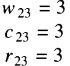 w₂₃ = 3
c₂₃ = 3
r₂₃ = 3